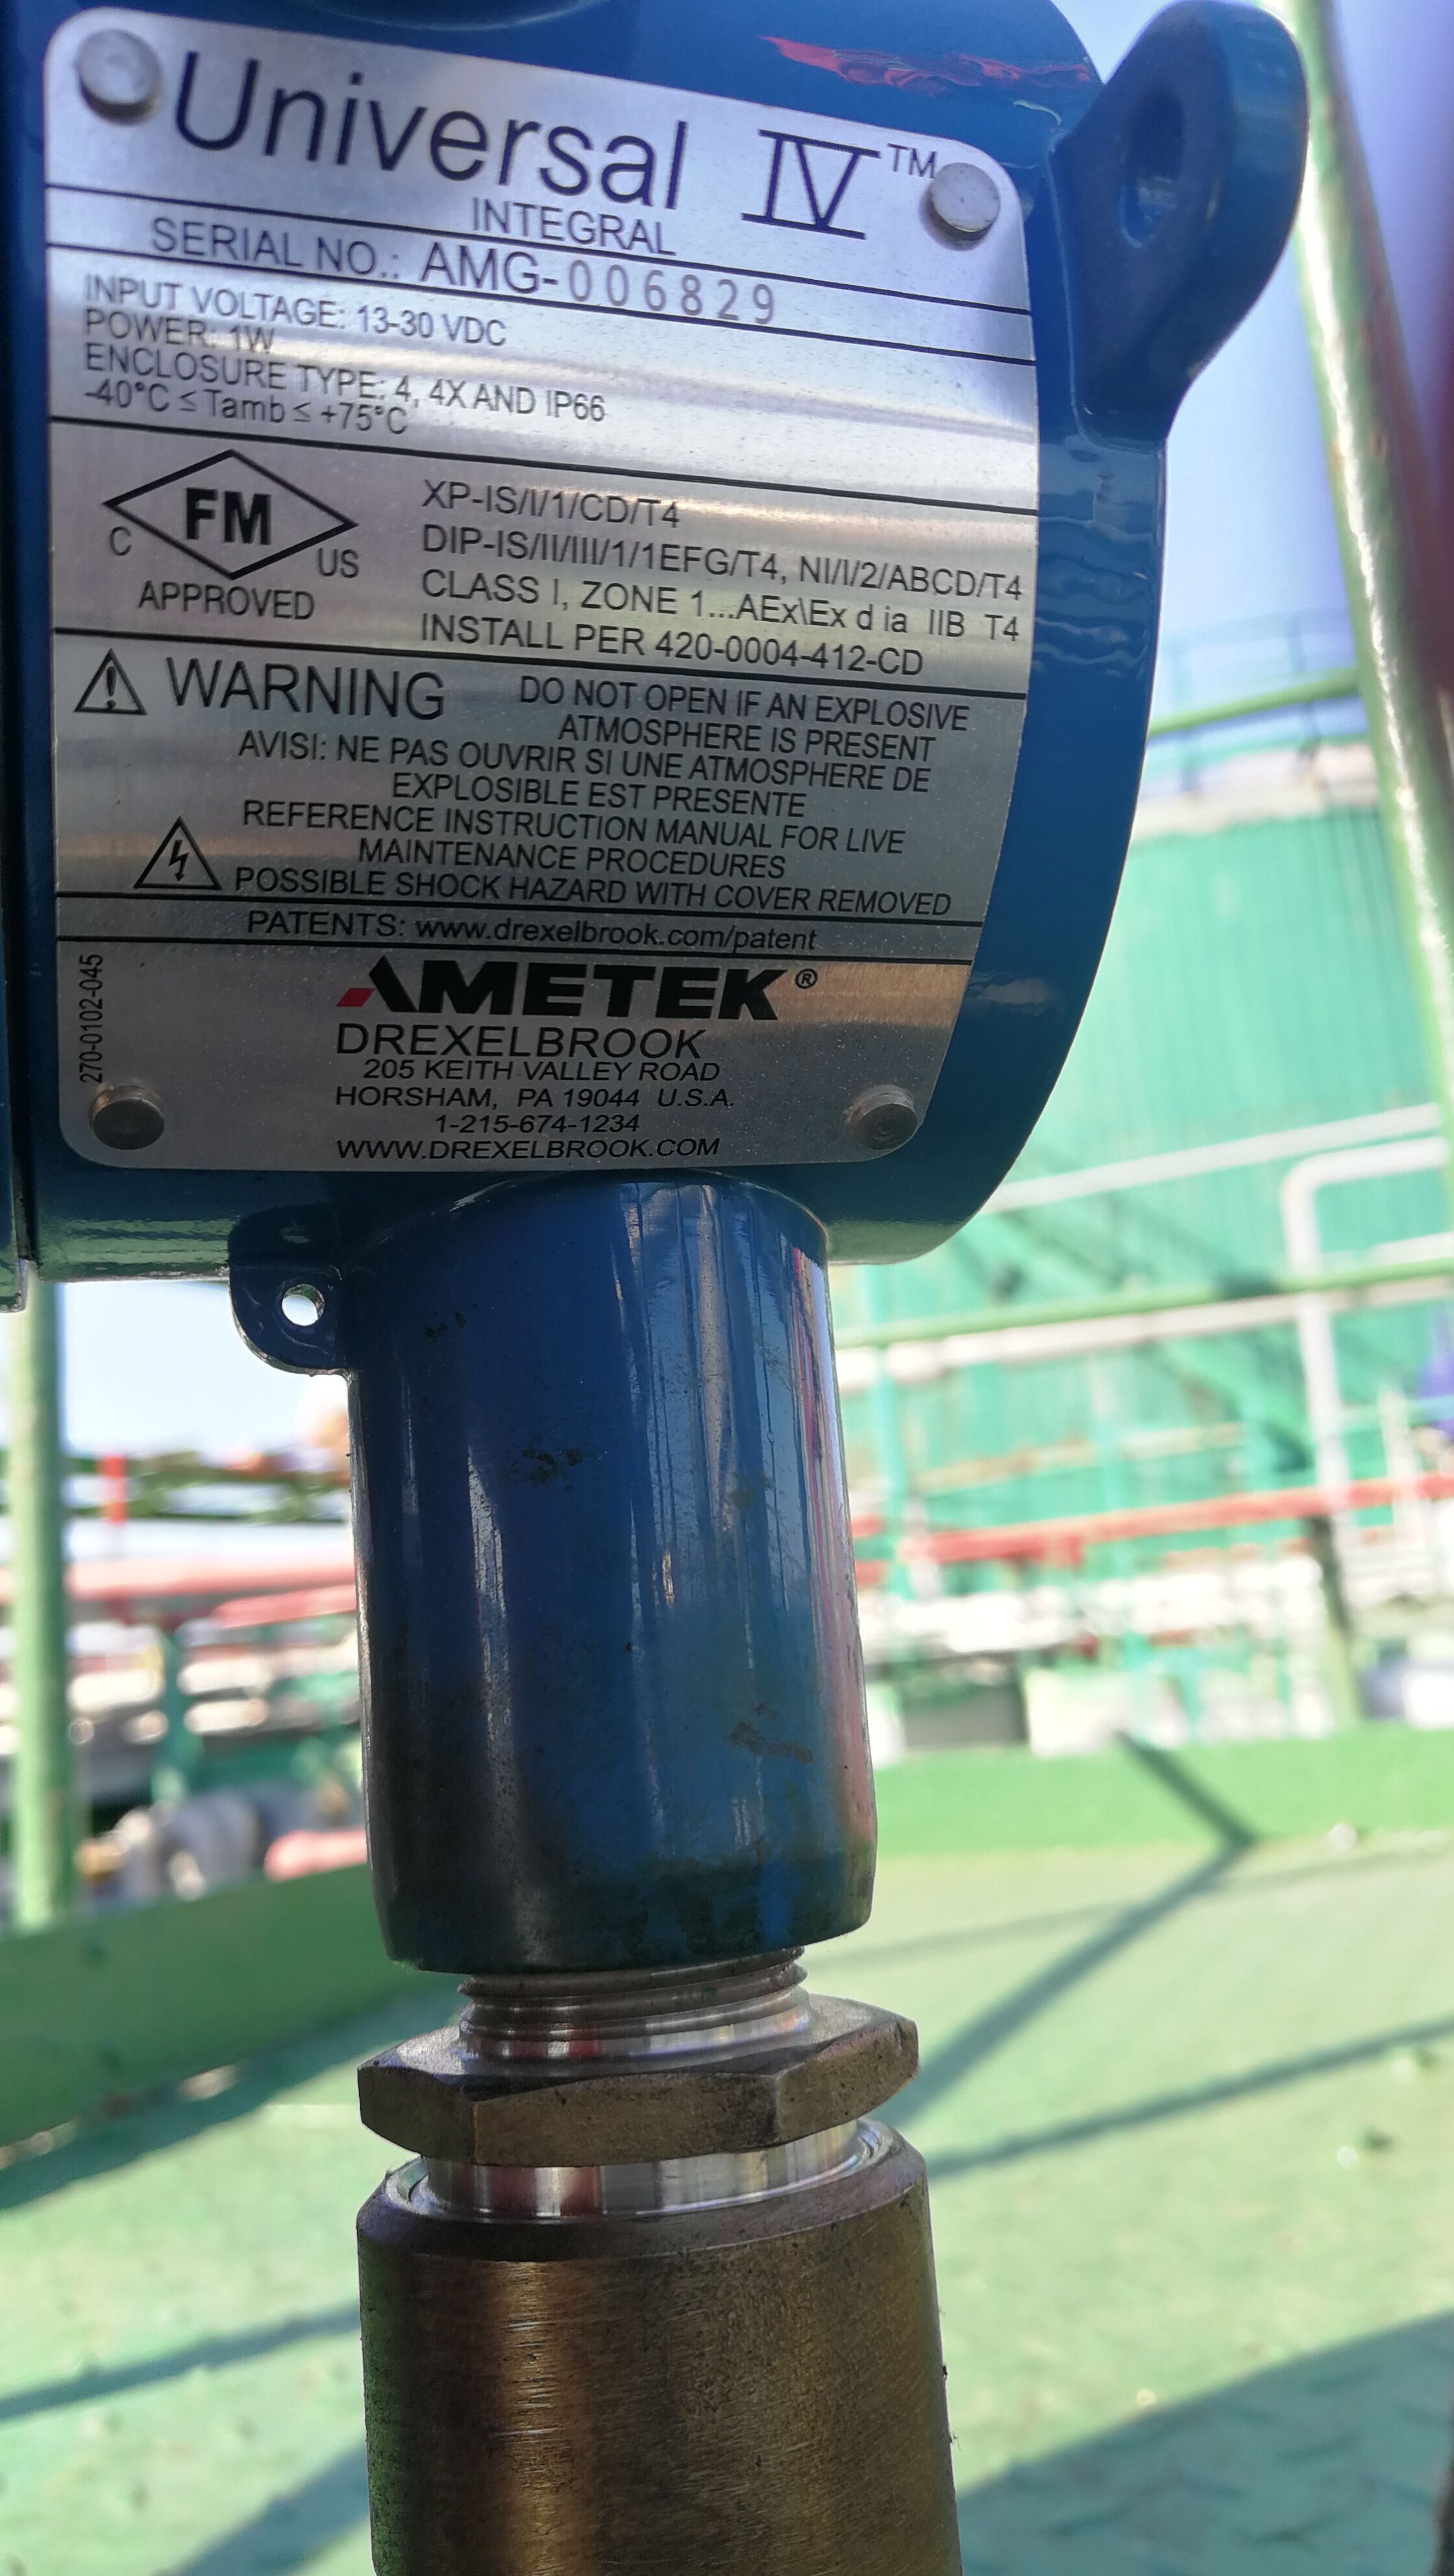 Universal IV™
INTEGRAL
SERIAL NO.: AMG-006829
INPUT VOLTAGE: 13-30 VDC
POWER: 1W
ENCLOSURE TYPE: 4, 4X AND IP66
-40°C ≤ Tamb ≤ +75°C
FM
C US
APPROVED
XP-IS/I/1/CD/T4
DIP-IS/II/III/1/1EFG/T4, NI/I/2/ABCD/T4
CLASS I, ZONE 1...AEx\Ex d ia IIB T4
INSTALL PER 420-0004-412-CD
WARNING
DO NOT OPEN IF AN EXPLOSIVE
ATMOSPHERE IS PRESENT
AVISI: NE PAS OUVRIR SI UNE ATMOSPHERE DE
EXPLOSIBLE EST PRESENTE
REFERENCE INSTRUCTION MANUAL FOR LIVE
MAINTENANCE PROCEDURES
POSSIBLE SHOCK HAZARD WITH COVER REMOVED
PATENTS: www.drexelbrook.com/patent
270-0102-045
AMETEK®
DREXELBROOK
205 KEITH VALLEY ROAD
HORSHAM, PA 19044 U.S.A.
1-215-674-1234
WWW.DREXELBROOK.COM